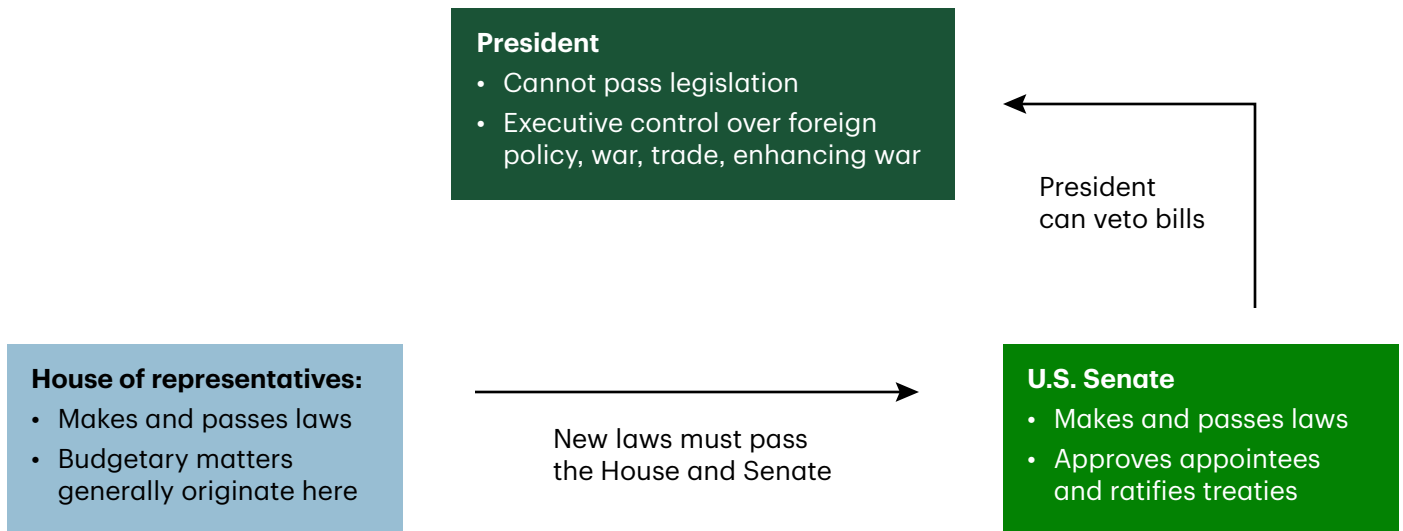 President
• Cannot pass legislation
• Executive control over foreign
policy, war, trade, enhancing war
President
can veto bills
House of representatives:
• Makes and passes laws
• Budgetary matters
generally originate here
New laws must pass
the House and Senate
U.S. Senate
• Makes and passes laws
• Approves appointees
and ratifies treaties